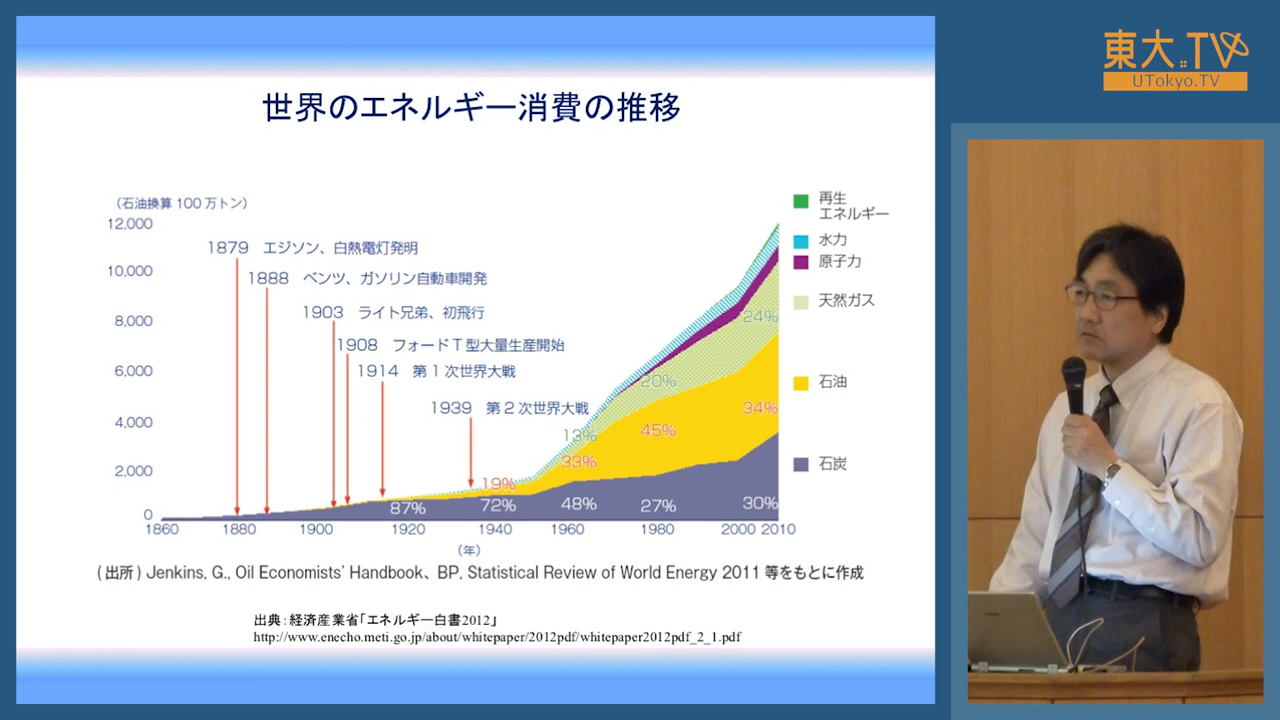 東大.TV
UTokyo.TV
世界のエネルギー消費の推移
（石油換算 100 万トン）
12,000
10,000
8,000
6,000
4,000
2,000
0
1879 エジソン、白熱電灯発明
1888 ベンツ、ガソリン自動車開発
1903 ライト兄弟、初飛行
1908 フォードＴ型大量生産開始
1914 第１次世界大戦
1939 第２次世界大戦
再生
エネルギー
水力
原子力
天然ガス
石油
石炭
24%
20%
13%
34%
45%
33%
19%
87%
72%
48%
27%
30%
1860 1880 1900 1920 1940 1960 1980 2000 2010
（年）
(出所) Jenkins, G., Oil Economists' Handbook、BP, Statistical Review of World Energy 2011 等をもとに作成
出典：経済産業省「エネルギー白書2012」
http://www.enecho.meti.go.jp/about/whitepaper/2012pdf/whitepaper2012pdf_2_1.pdf